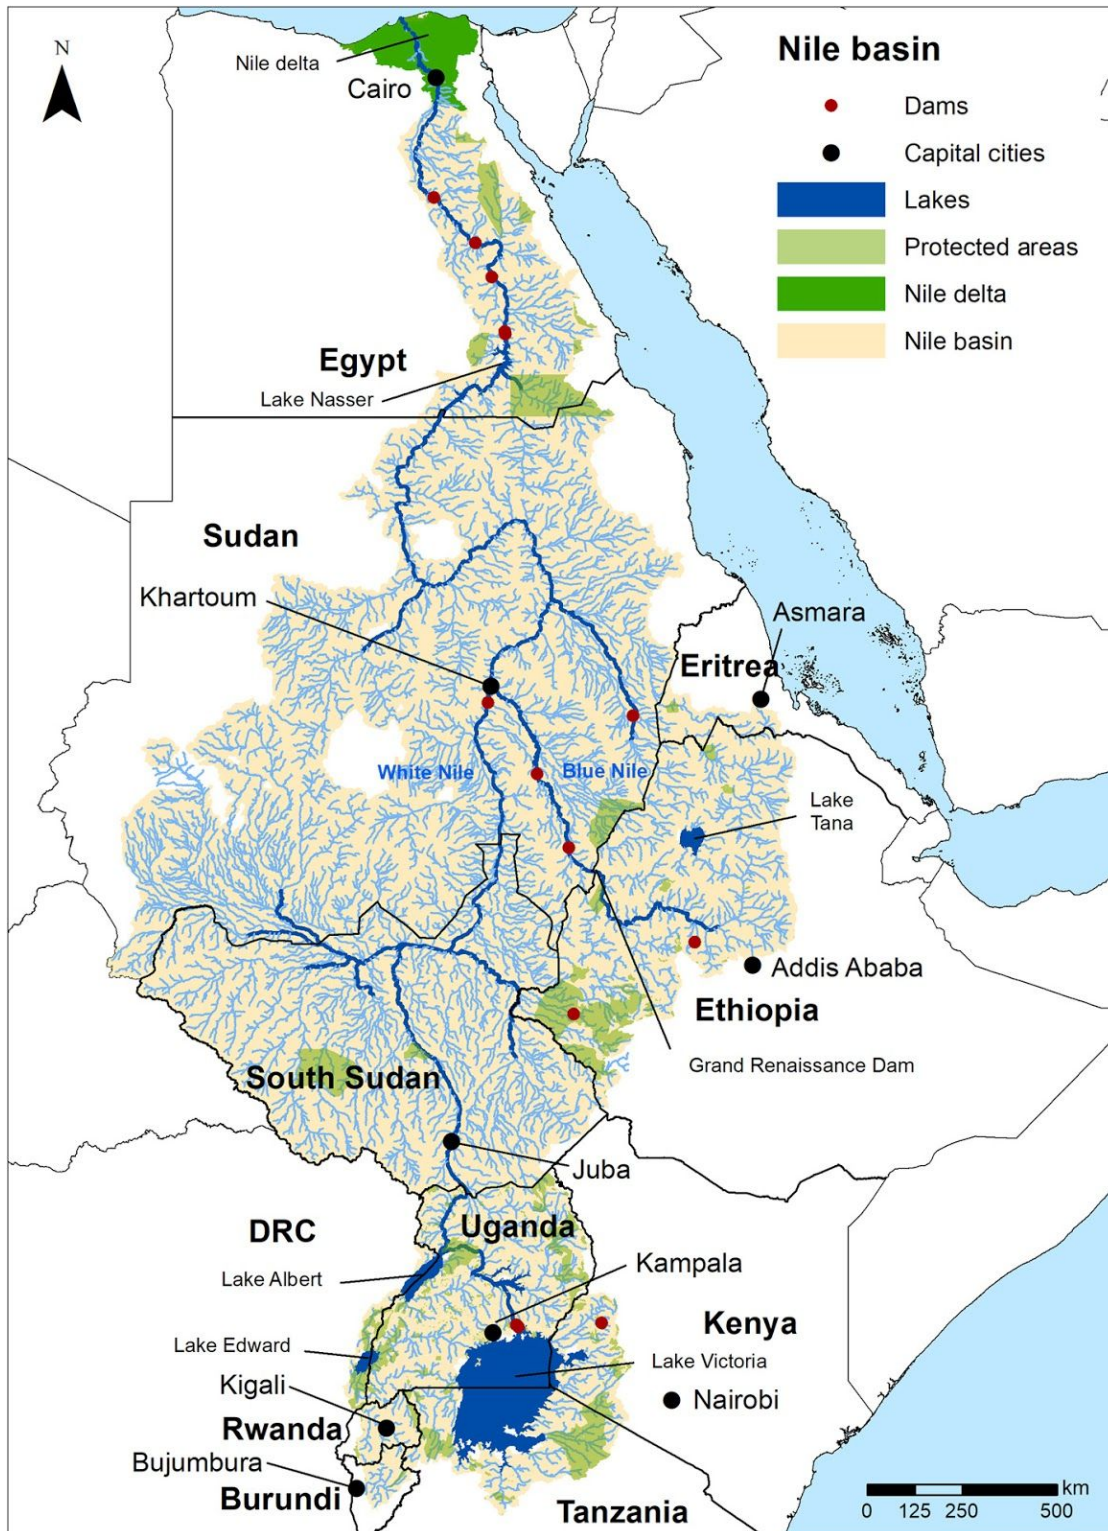 N
Nile delta
Cairo
Nile basin
Dams
Capital cities
Lakes
Protected areas
Nile delta
Nile basin
Egypt
Lake Nasser
Sudan
Khartoum
Asmara
Eritrea
White Nile
Blue Nile
Lake
Tana
Addis Ababa
Ethiopia
Grand Renaissance Dam
South Sudan
Juba
Uganda
DRC
Kampala
Lake Albert
Kenya
Lake Edward
Lake Victoria
Kigali
Nairobi
Rwanda
Bujumbura
Burundi
Tanzania
km
0 125 250 500